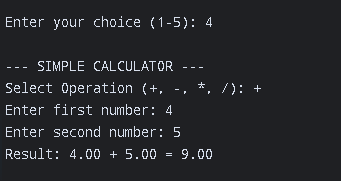 Enter your choice (1-5): 4
--- SIMPLE CALCULATOR ---
Select Operation (+, -, *, /): +
Enter first number: 4
Enter second number: 5
Result: 4.00 + 5.00 = 9.00